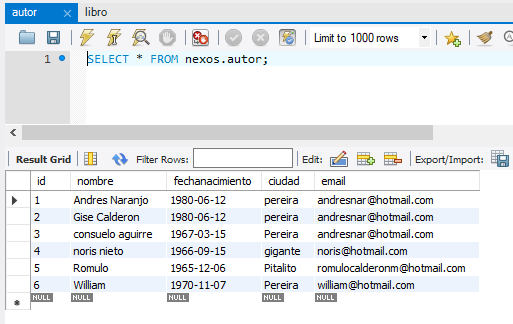 autor libro
Limit to 1000 rows
1 SELECT * FROM nexos.autor;
Result Grid Filter Rows: Edit: Export/Import:
id nombre fechanacimiento ciudad email
1 Andres Naranjo 1980-06-12 pereira andresnar@hotmail.com
2 Gise Calderon 1980-06-12 pereira andresnar@hotmail.com
3 consuelo aguirre 1967-03-15 Pereira andresnar@hotmail.com
4 noris nieto 1966-09-15 gigante noris@hotmail.com
5 Romulo 1965-12-06 Pitalito romulocalderonm@hotmail.com
6 William 1970-11-07 Pereira william@hotmail.com
NULL NULL NULL NULL NULL